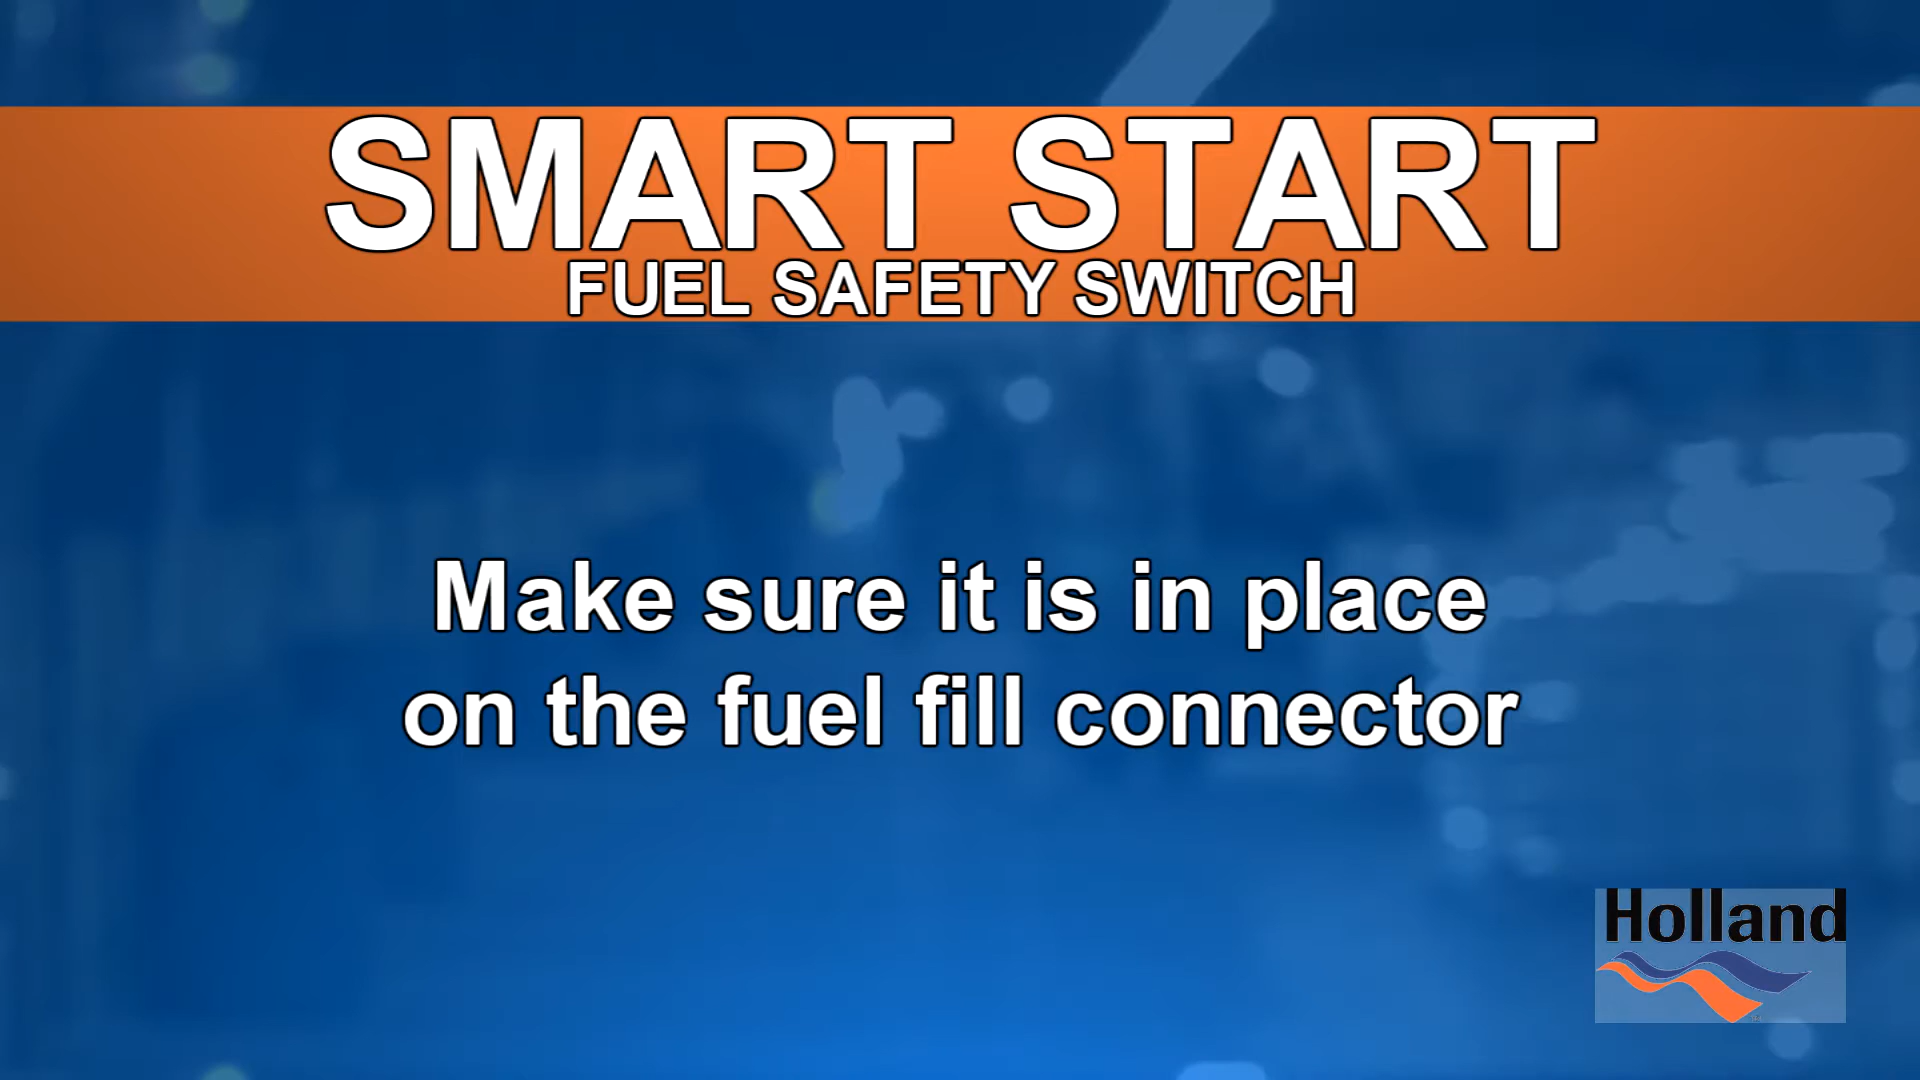 SMART START
FUEL SAFETY SWITCH
Make sure it is in place
on the fuel fill connector
Holland